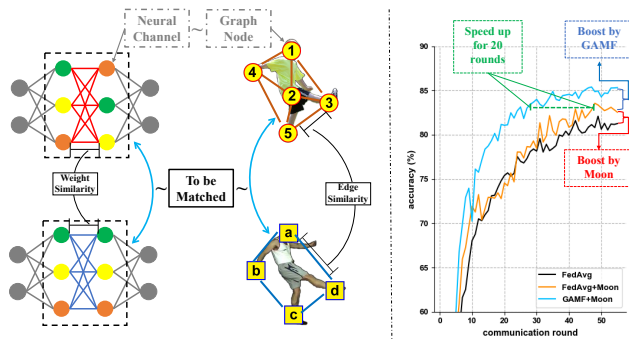 Neural
Channel
~
Graph
Node
1
4
2
3
5
Weight
Similarity
~
To be
Matched
~
Edge
Similarity
a
b
d
c
Speed up
for 20
rounds
Boost by
GAMF
Boost by
Moon
accuracy (%)
90
85
80
75
70
65
60
0
10
20
30
40
50
communication round
FedAvg
FedAvg+Moon
GAMF+Moon